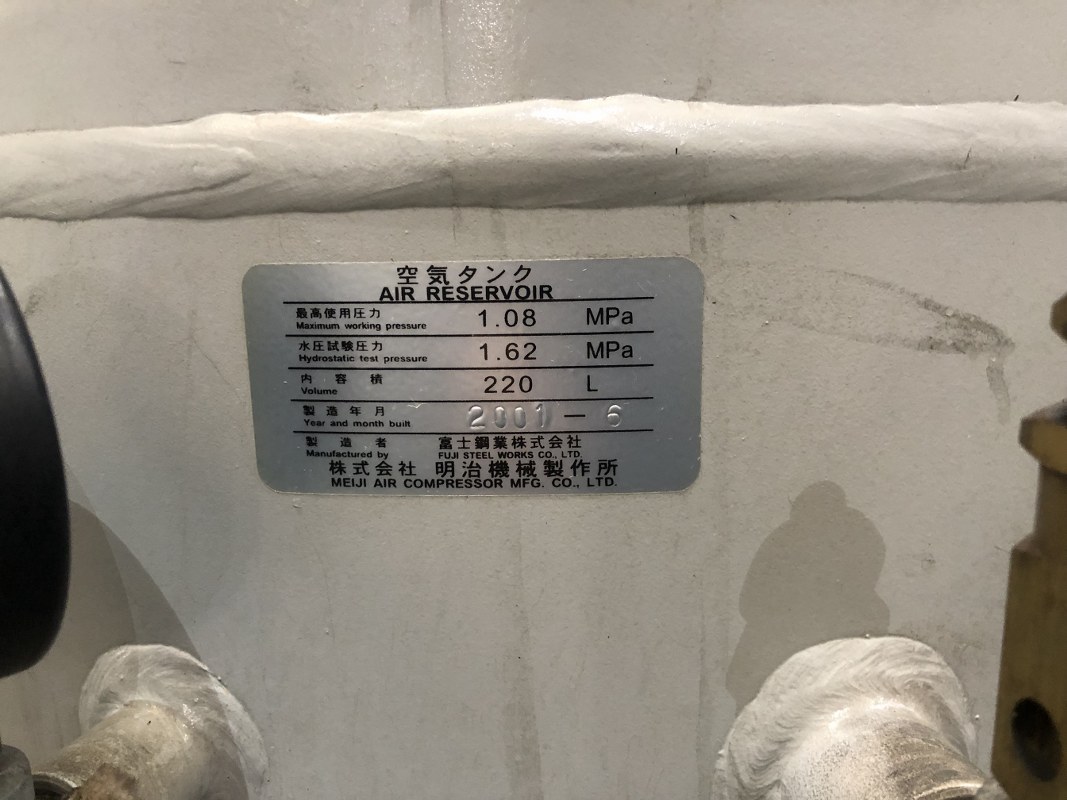 空気タンク
AIR RESERVOIR
最高使用圧力 1.08 MPa
Maximum working pressure
水圧試験圧力 1.62 MPa
Hydrostatic test pressure
内容積 220 L
Volume
製造年月 2001-6
Year and month built
製造者 富士鋼業株式会社
Manufactured by FUJI STEEL WORKS CO., LTD.
株式会社 明治機械製作所
MEIJI AIR COMPRESSOR MFG. CO., LTD.